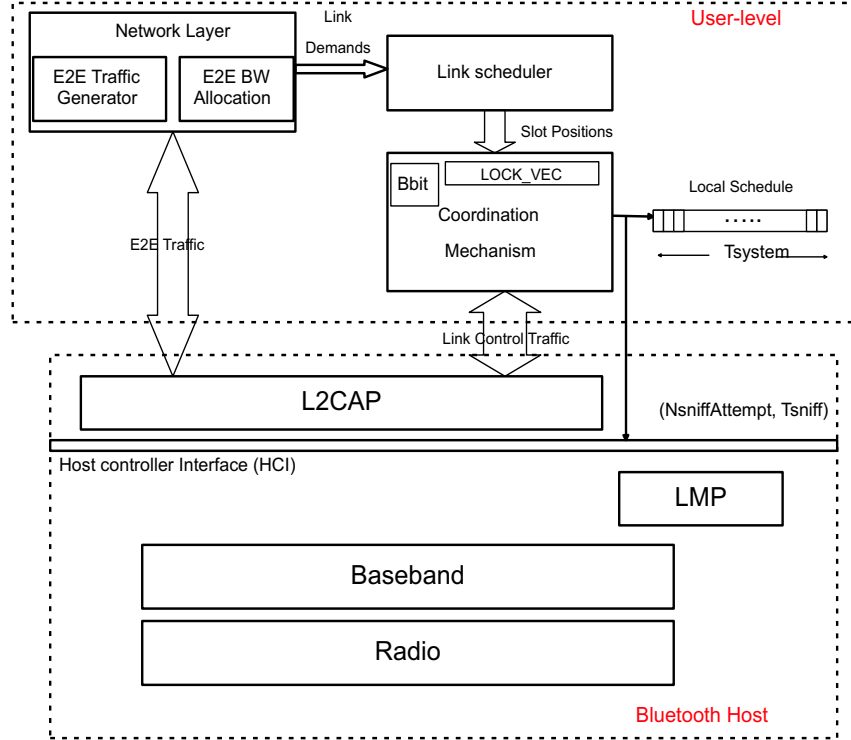 User-level
Network Layer
E2E Traffic
Generator
E2E BW
Allocation
Link
Demands
Link scheduler
Slot Positions
Bbit
LOCK_VEC
Coordination
Mechanism
Local Schedule
.....
Tsystem
E2E Traffic
Link Control Traffic
L2CAP
(NsniffAttempt, Tsniff)
Host controller Interface (HCI)
LMP
Baseband
Radio
Bluetooth Host